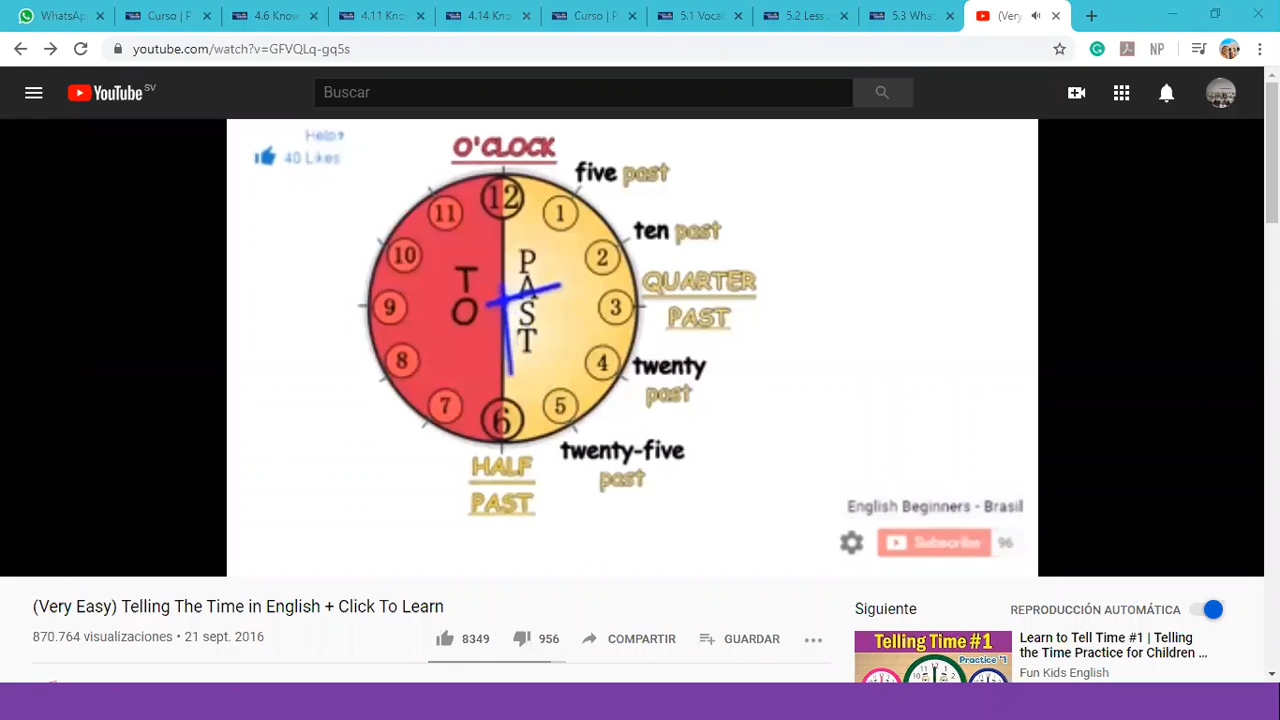 WhatsAp
Curso | F
4.6 Know
4.11 Kno
4.14 Kno
Curso | P
5.1 Vocal
5.2 Lessu
5.3 What
(Very
youtube.com/watch?v=GFVQLq-gq5s
NP
YouTube SV
Buscar
Help?
40 Likes
O'CLOCK
five past
ten past
QUARTER
PAST
twenty
past
twenty-five
past
HALF
PAST
12
1
2
3
4
5
6
7
8
9
10
11
TO
PAST
English Beginners - Brasil
Subscribe 96
(Very Easy) Telling The Time in English + Click To Learn
870.764 visualizaciones • 21 sept. 2016
8349
956
COMPARTIR
GUARDAR
Siguiente
REPRODUCCIÓN AUTOMÁTICA
Telling Time #1
Practice #1
Learn to Tell Time #1 | Telling
the Time Practice for Children ...
Fun Kids English